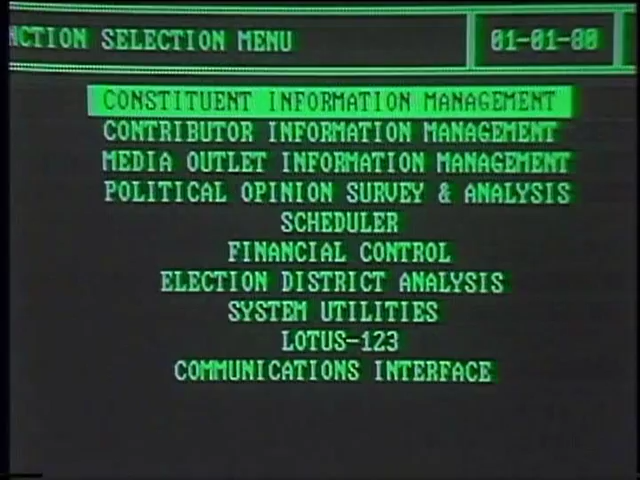 NCTION SELECTION MENU
01-01-80
CONSTITUENT INFORMATION MANAGEMENT
CONTRIBUTOR INFORMATION MANAGEMENT
MEDIA OUTLET INFORMATION MANAGEMENT
POLITICAL OPINION SURVEY & ANALYSIS
SCHEDULER
FINANCIAL CONTROL
ELECTION DISTRICT ANALYSIS
SYSTEM UTILITIES
LOTUS-123
COMMUNICATIONS INTERFACE